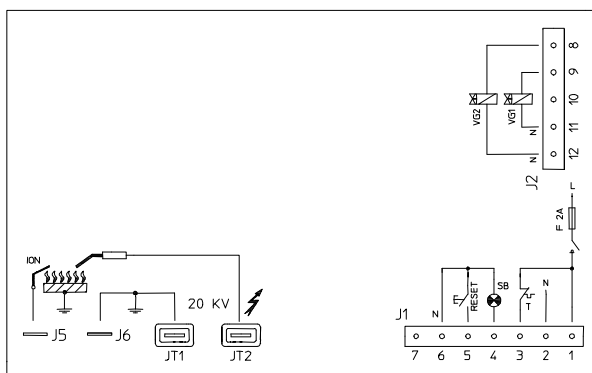 8
9
10
11
12
VG2
VG1
N
N
J2
L
F 2A
ION
20 KV
J5
J6
JT1
JT2
N
RESET
SB
T
N
J1
7 6 5 4 3 2 1